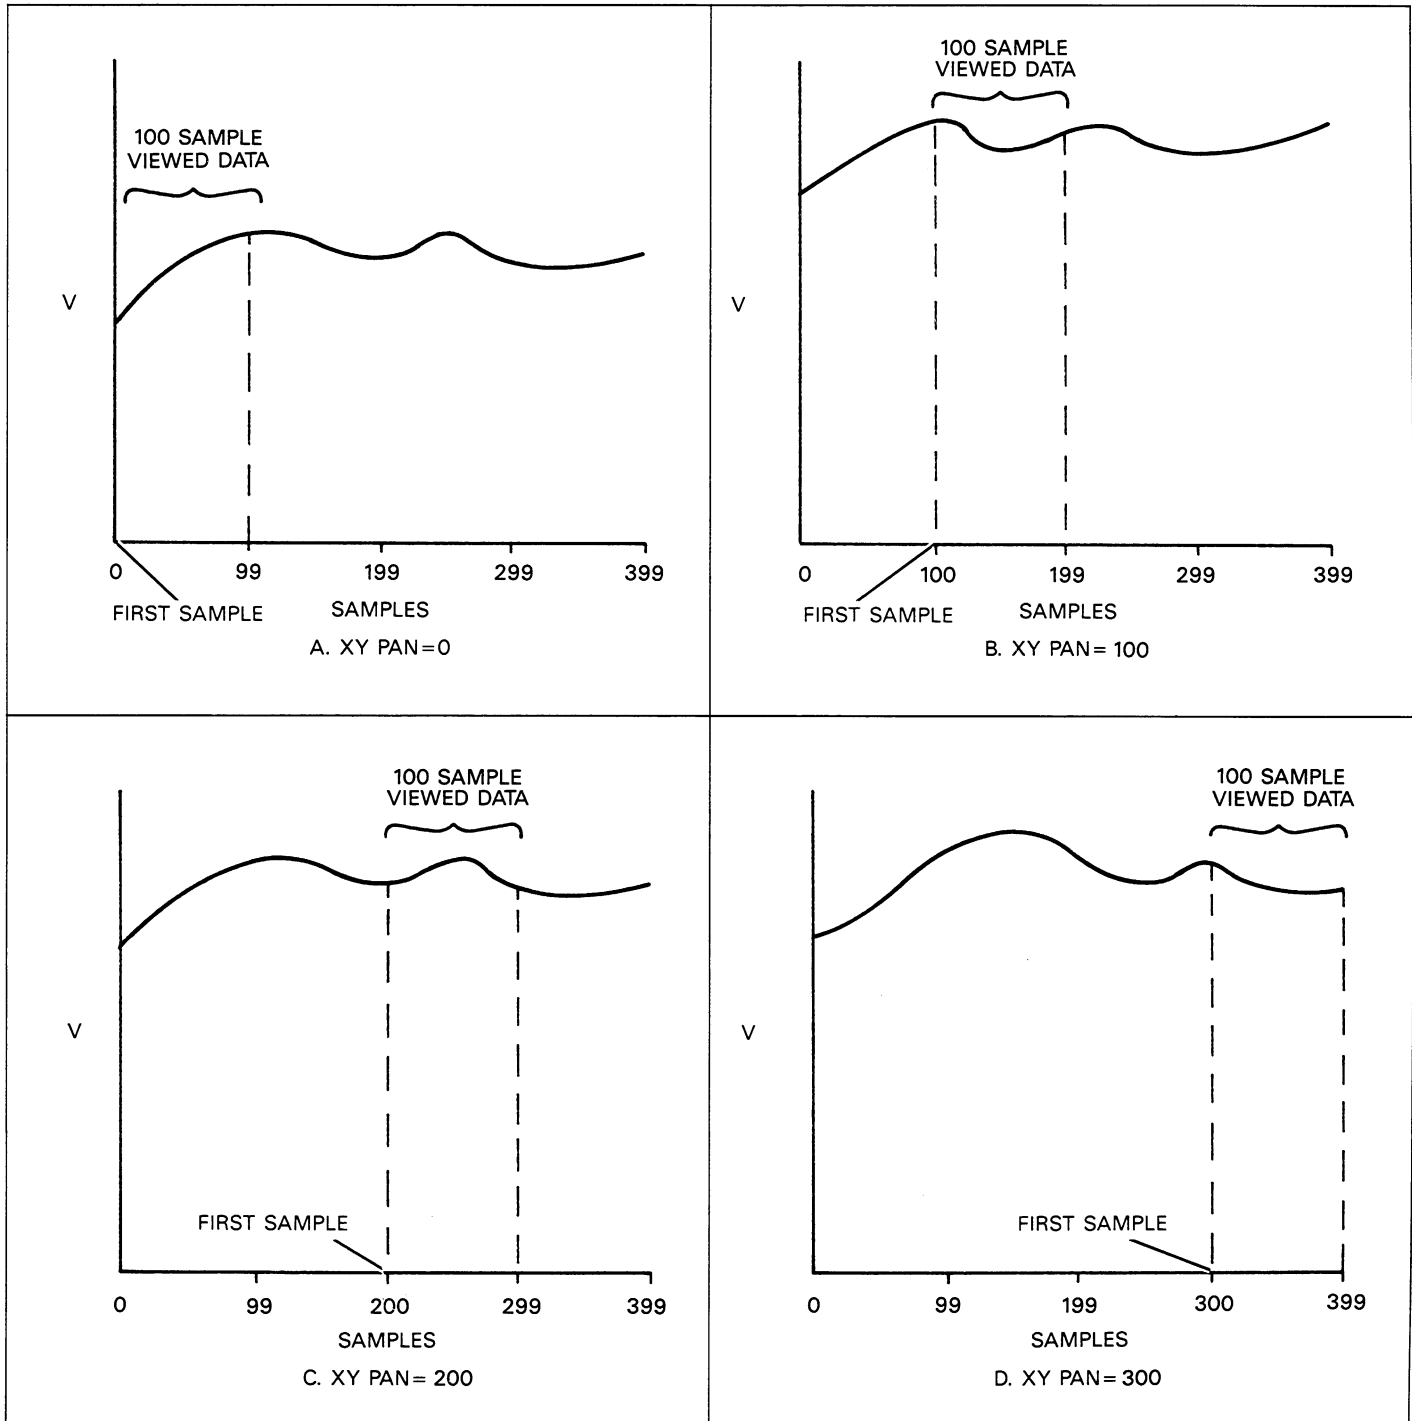 100 SAMPLE
VIEWED DATA
V
0 99 199 299 399
FIRST SAMPLE
SAMPLES
A. XY PAN=0
100 SAMPLE
VIEWED DATA
V
0 100 199 299 399
FIRST SAMPLE
SAMPLES
B. XY PAN= 100
100 SAMPLE
VIEWED DATA
V
FIRST SAMPLE
0 99 200 299 399
SAMPLES
C. XY PAN= 200
100 SAMPLE
VIEWED DATA
V
FIRST SAMPLE
0 99 199 300 399
SAMPLES
D. XY PAN= 300